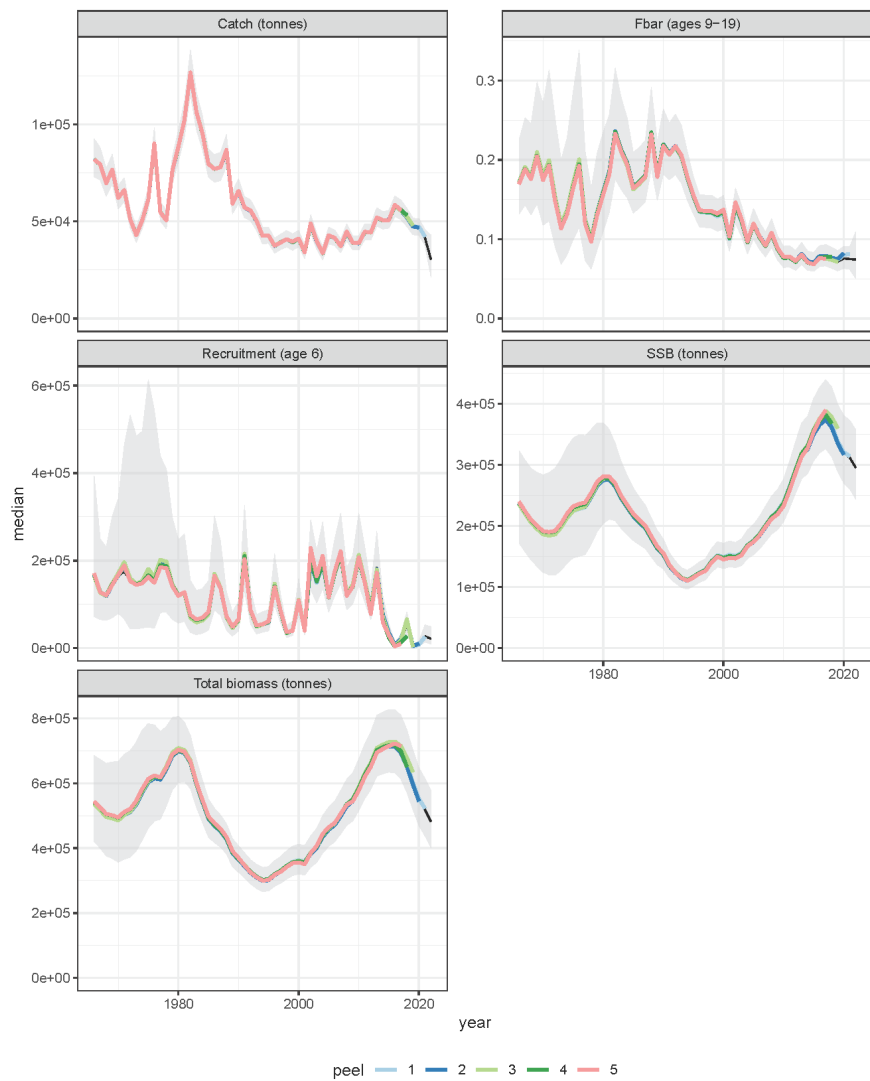 Catch (tonnes)
Fbar (ages 9−19)
1e+05
5e+04
0e+00
0.3
0.2
0.1
0.0
Recruitment (age 6)
SSB (tonnes)
6e+05
4e+05
2e+05
0e+00
4e+05
3e+05
2e+05
1e+05
0e+00
1980
2000
2020
median
Total biomass (tonnes)
8e+05
6e+05
4e+05
2e+05
0e+00
1980
2000
2020
year
peel 1 2 3 4 5